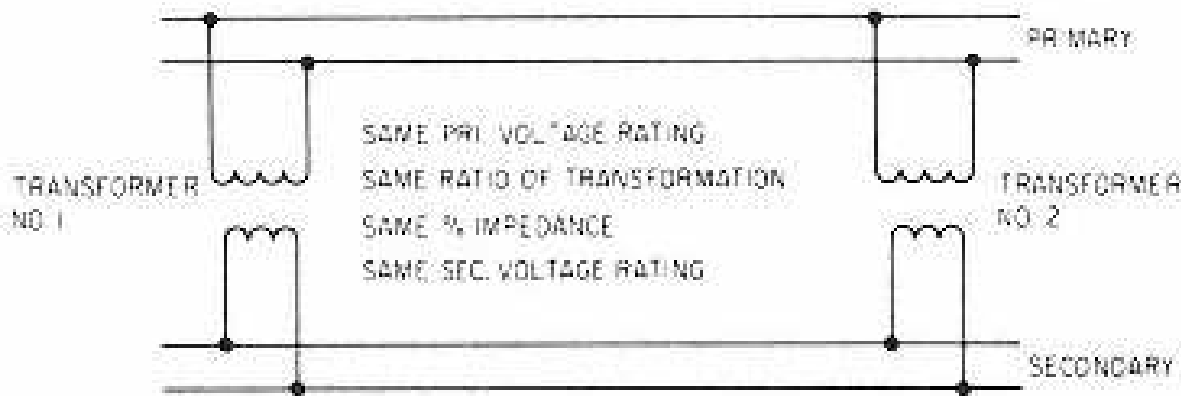 PRIMARY
SAME PRI. VOLTAGE RATING
SAME RATIO OF TRANSFORMATION
SAME % IMPEDANCE
SAME SEC. VOLTAGE RATING
TRANSFORMER
NO. 1
TRANSFORMER
NO. 2
SECONDARY